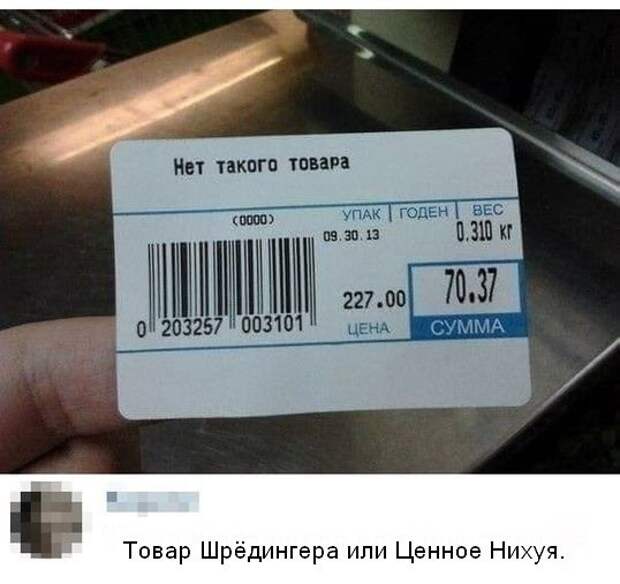 Нет такого товара
(0000) УПАК ГОДЕН ВЕС
09.30.13 0.310 кг
227.00 70.37
0 203257 003101 ЦЕНА СУММА
Товар Шрёдингера или Ценное Нихуя.